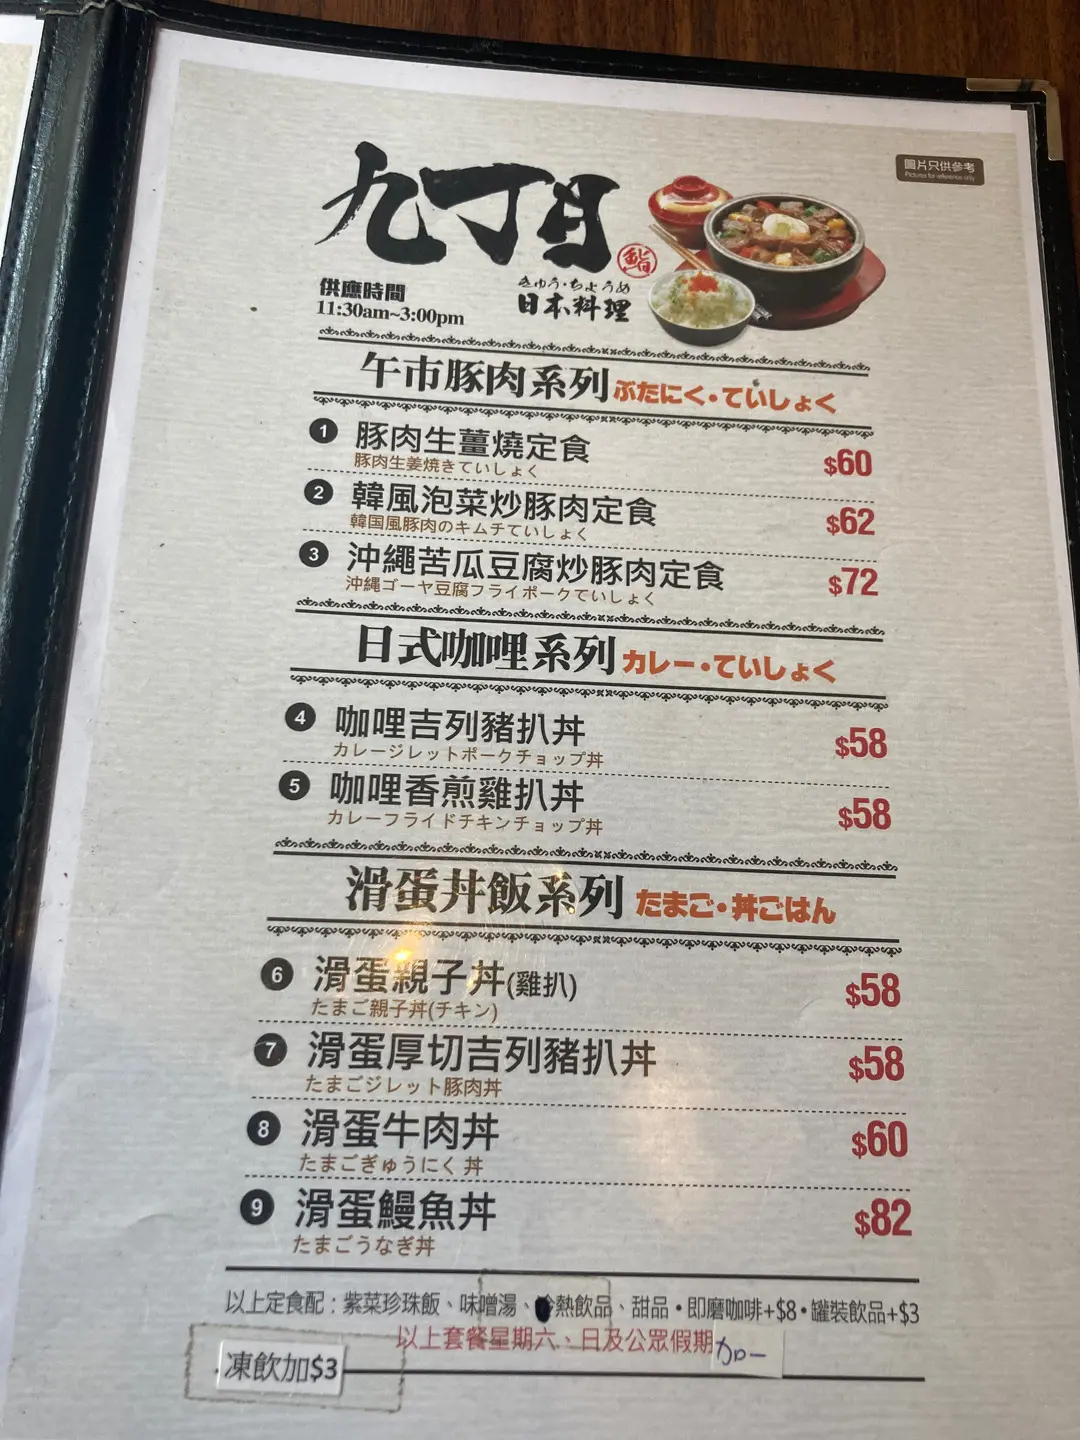 九丁目
鮨
きゅう・ちょうめ
日本料理
圖片只供參考
Pictures for reference only
供應時間
11:30am~3:00pm
午市豚肉系列 ぶたにく・ていしょく
1 豚肉生薑燒定食 $60
豚肉生姜焼きていしょく
2 韓風泡菜炒豚肉定食 $62
韓国風豚肉のキムチていしょく
3 沖繩苦瓜豆腐炒豚肉定食 $72
沖縄ゴーヤ豆腐フライポークていしょく
日式咖哩系列 カレー・ていしょく
4 咖哩吉列豬扒丼 $58
カレージレットポークチョップ丼
5 咖哩香煎雞扒丼 $58
カレーフライドチキンチョップ丼
滑蛋丼飯系列 たまご・丼ごはん
6 滑蛋親子丼(雞扒) $58
たまご親子丼(チキン)
7 滑蛋厚切吉列豬扒丼 $58
たまごジレット豚肉丼
8 滑蛋牛肉丼 $60
たまごぎゅうにく 丼
9 滑蛋鰻魚丼 $82
たまごうなぎ丼
以上定食配：紫菜珍珠飯、味噌湯、熱飲品、甜品・即磨咖啡+$8・罐裝飲品+$3
以上套餐星期六、日及公眾假期加一
凍飲加$3